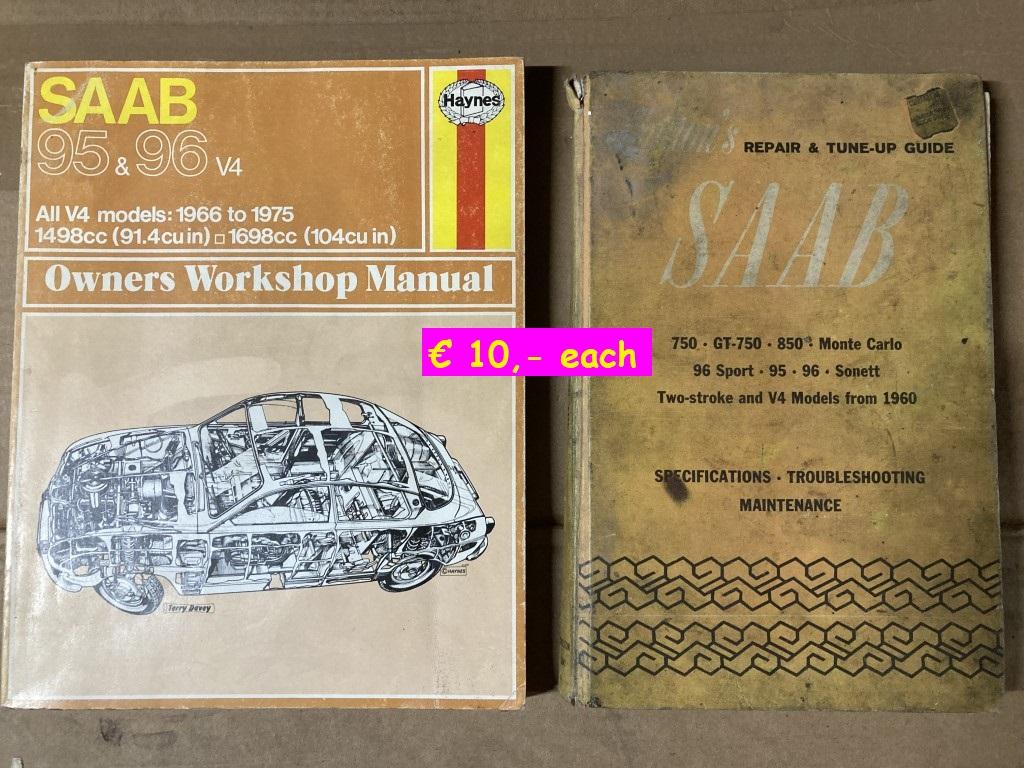 SAAB
95 & 96 V4
All V4 models: 1966 to 1975
1498cc (91.4cu in) □ 1698cc (104cu in)
Haynes
Owners Workshop Manual
Terry Davey
© HAYNES
€ 10,- each
REPAIR & TUNE-UP GUIDE
SAAB
750 · GT-750 · 850 · Monte Carlo
96 Sport · 95 · 96 · Sonett
Two-stroke and V4 Models from 1960
SPECIFICATIONS · TROUBLESHOOTING
MAINTENANCE